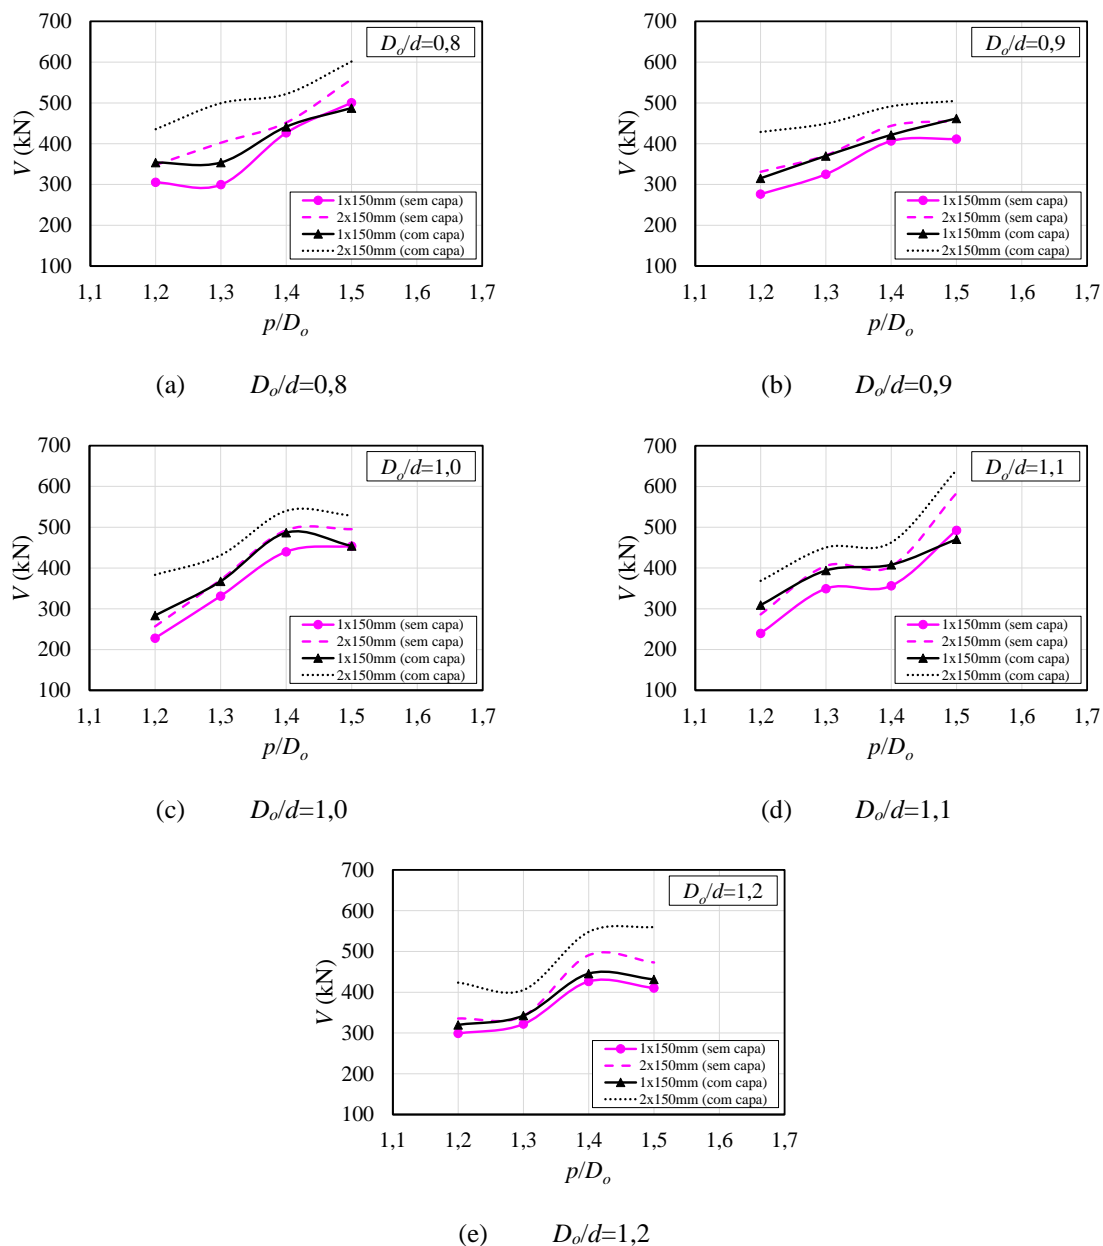 700
600
500
400
300
200
100
V (kN)
D_o/d=0,8
1x150mm (sem capa)
2x150mm (sem capa)
1x150mm (com capa)
2x150mm (com capa)
1,1 1,2 1,3 1,4 1,5 1,6 1,7
p/D_o
(a) D_o/d=0,8
700
600
500
400
300
200
100
V (kN)
D_o/d=0,9
1x150mm (sem capa)
2x150mm (sem capa)
1x150mm (com capa)
2x150mm (com capa)
1,1 1,2 1,3 1,4 1,5 1,6 1,7
p/D_o
(b) D_o/d=0,9
700
600
500
400
300
200
100
V (kN)
D_o/d=1,0
1x150mm (sem capa)
2x150mm (sem capa)
1x150mm (com capa)
2x150mm (com capa)
1,1 1,2 1,3 1,4 1,5 1,6 1,7
p/D_o
(c) D_o/d=1,0
700
600
500
400
300
200
100
V (kN)
D_o/d=1,1
1x150mm (sem capa)
2x150mm (sem capa)
1x150mm (com capa)
2x150mm (com capa)
1,1 1,2 1,3 1,4 1,5 1,6 1,7
p/D_o
(d) D_o/d=1,1
700
600
500
400
300
200
100
V (kN)
D_o/d=1,2
1x150mm (sem capa)
2x150mm (sem capa)
1x150mm (com capa)
2x150mm (com capa)
1,1 1,2 1,3 1,4 1,5 1,6 1,7
p/D_o
(e) D_o/d=1,2